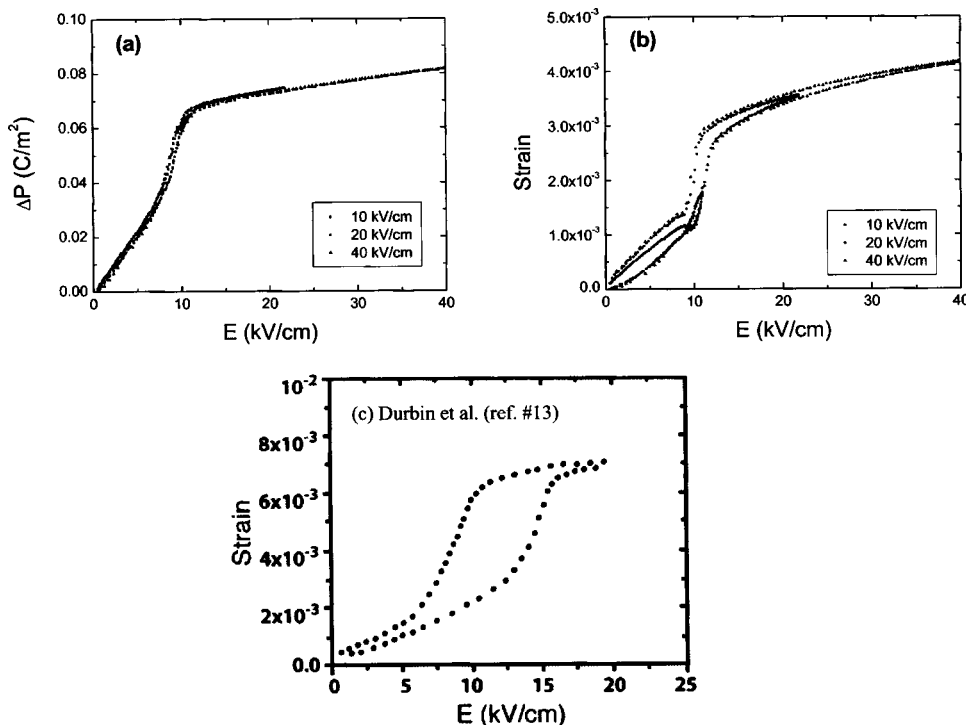 (a)
0.10
0.08
0.06
0.04
0.02
0.00
ΔP (C/m²)
10 kV/cm
20 kV/cm
40 kV/cm
0 10 20 30 40
E (kV/cm)
(b)
5.0x10⁻³
4.0x10⁻³
3.0x10⁻³
2.0x10⁻³
1.0x10⁻³
0.0
Strain
10 kV/cm
20 kV/cm
40 kV/cm
0 10 20 30 40
E (kV/cm)
(c) Durbin et al. (ref. #13)
10⁻²
8x10⁻³
6x10⁻³
4x10⁻³
2x10⁻³
0.0
Strain
0 5 10 15 20 25
E (kV/cm)